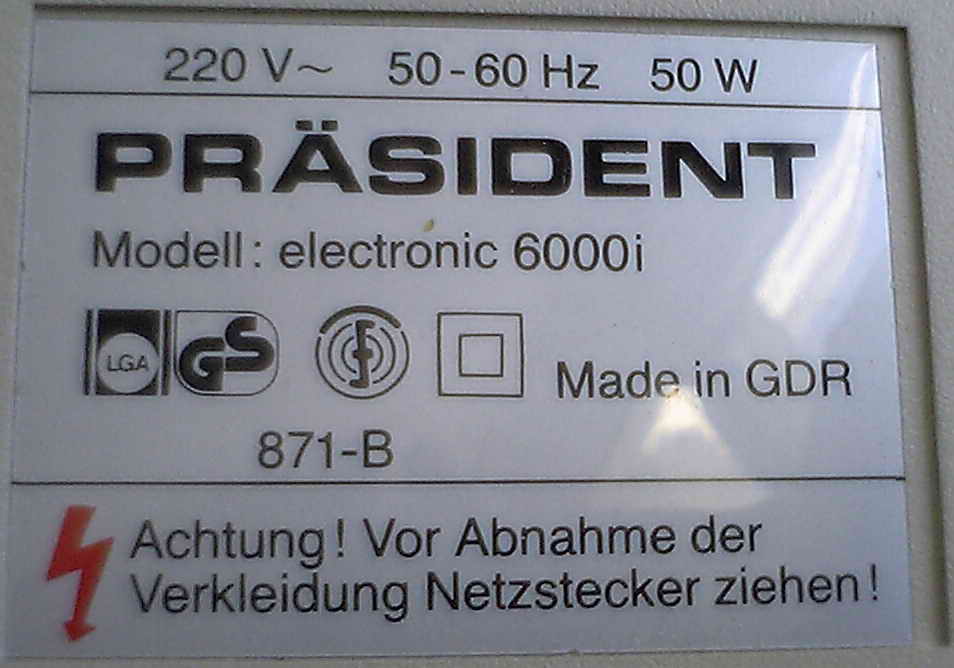 220 V~ 50-60 Hz 50 W
PRÄSIDENT
Modell: electronic 6000i
LGA GS Made in GDR
871-B
Achtung! Vor Abnahme der
Verkleidung Netzstecker ziehen!